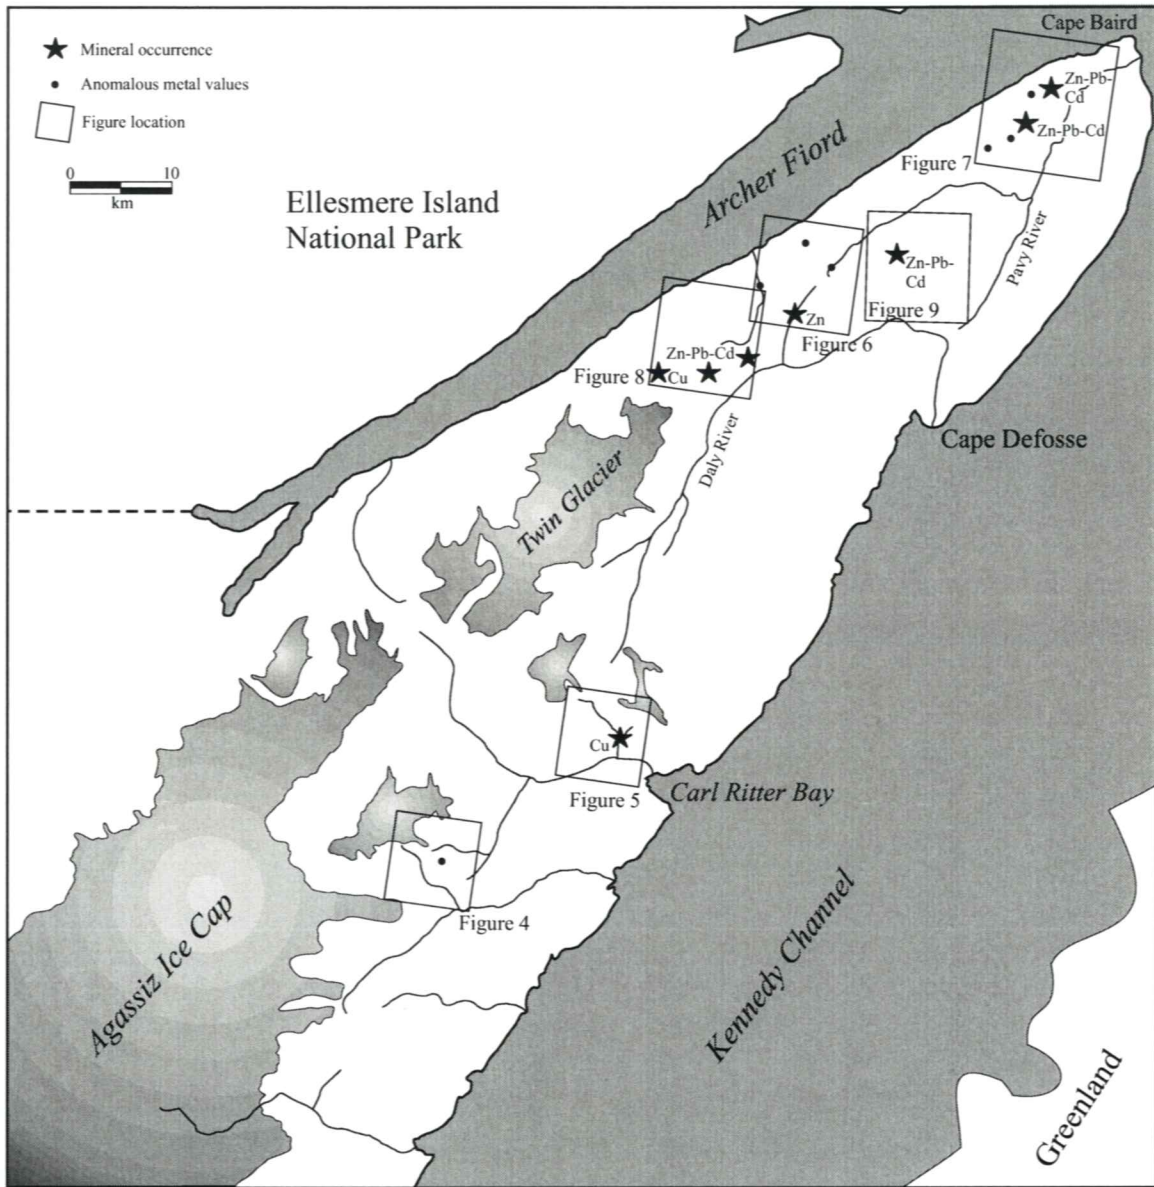 Cape Baird
Mineral occurrence
Anomalous metal values
Figure location
0 10
km
Ellesmere Island
National Park
Archer Fiord
Zn-Pb-
Cd
Zn-Pb-Cd
Figure 7
Pavy River
Zn-Pb-
Cd
Figure 9
Zn
Figure 6
Zn-Pb-Cd
Figure 8
Cu
Cape Defosse
Daly River
Twin Glacier
Cu
Figure 5
Carl Ritter Bay
Figure 4
Agassiz Ice Cap
Kennedy Channel
Greenland